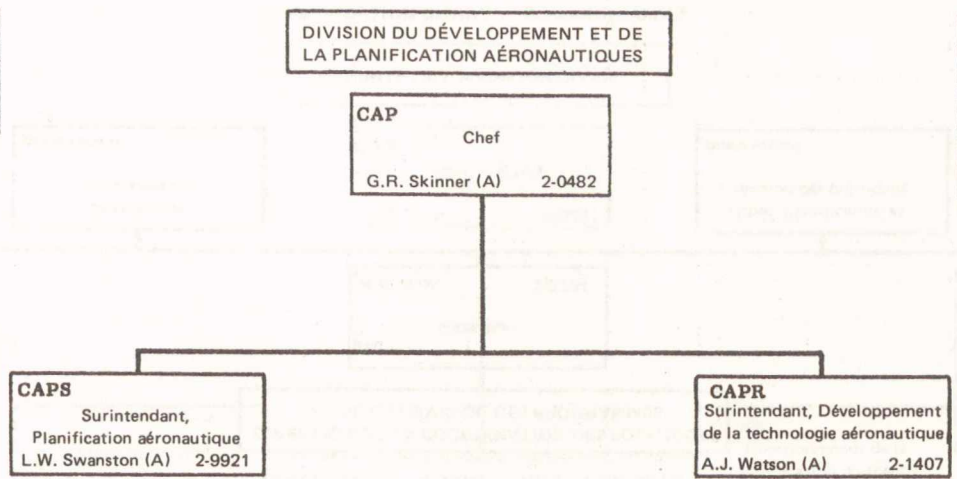 DIVISION DU DÉVELOPPEMENT ET DE
LA PLANIFICATION AÉRONAUTIQUES
CAP
Chef
G.R. Skinner (A) 2-0482
CAPS
Surintendant,
Planification aéronautique
L.W. Swanston (A) 2-9921
CAPR
Surintendant, Développement
de la technologie aéronautique
A.J. Watson (A) 2-1407